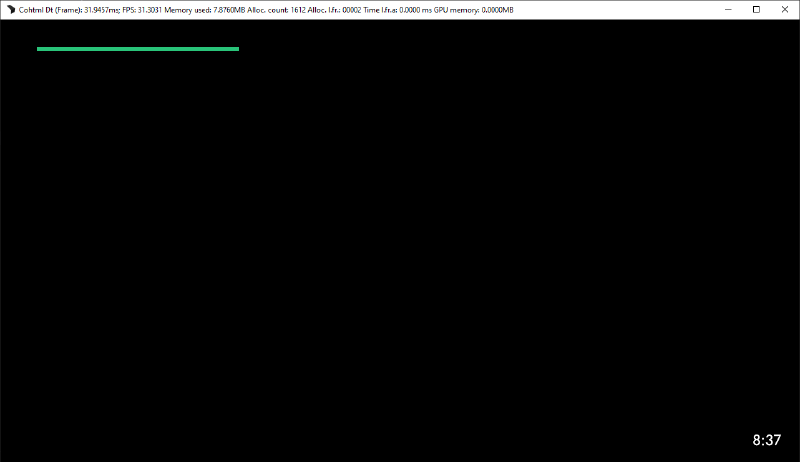 Cohtml Dt (Frame): 31.9457ms; FPS: 31.3031 Memory used: 7.8760MB Alloc. count: 1612 Alloc. l.fr.: 00002 Time l.fr.a: 0.0000 ms GPU memory: 0.0000MB
8:37